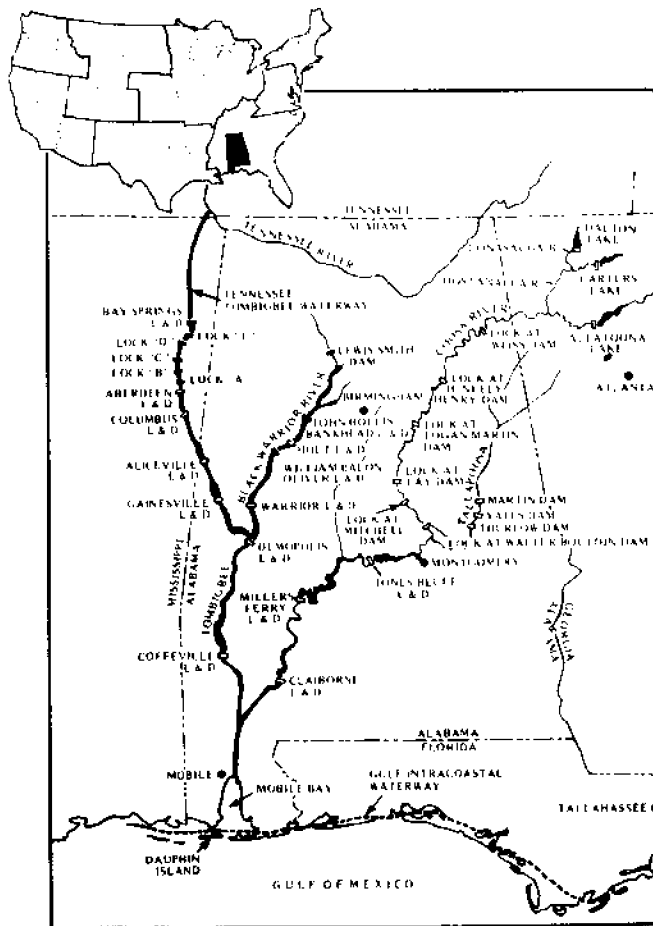 TENNESSEE
ALABAMA
TENNESSEE RIVER
DALTON
LAKE
CONASAUGA R.
OOSTANAULA R.
CARTERS
LAKE
TENNESSEE
TOMBIGBEE WATERWAY
COOSA RIVER
BAY SPRINGS
L & D
LOCK 'E'
LOCK 'D'
LOCK 'C'
LOCK 'B'
LOCK 'A'
LOCK AT
WEISS DAM
ALLATOONA
LAKE
LEWIS SMITH
DAM
ATLANTA
ABERDEEN
L & D
BLACK WARRIOR RIVER
BIRMINGHAM
LOCK AT
H NEELY
HENRY DAM
COLUMBUS
L & D
JOHN HOLLIS
BANKHEAD L & D
HOLT L & D
LOCK AT
LOGAN MARTIN
DAM
WILLIAM BACON
OLIVER L & D
ALICEVILLE
L & D
LOCK AT
LAY DAM
TALLAPOOSA
GAINESVILLE
L & D
WARRIOR L & D
MARTIN DAM
YATES DAM
THURLOW DAM
LOCK AT
MITCHELL
DAM
LOCK AT WALTER BOULDIN DAM
DEMOPOLIS
L & D
MONTGOMERY
MISSISSIPPI
ALABAMA
TOMBIGBEE
JONES BLUFF
L & D
MILLERS
FERRY
L & D
GEORGIA
ALABAMA
COFFEEVILLE
L & D
CLAIBORNE
L & D
ALABAMA
FLORIDA
MOBILE
MOBILE BAY
GULF INTRACOASTAL
WATERWAY
TALLAHASSEE
DAUPHIN
ISLAND
GULF OF MEXICO